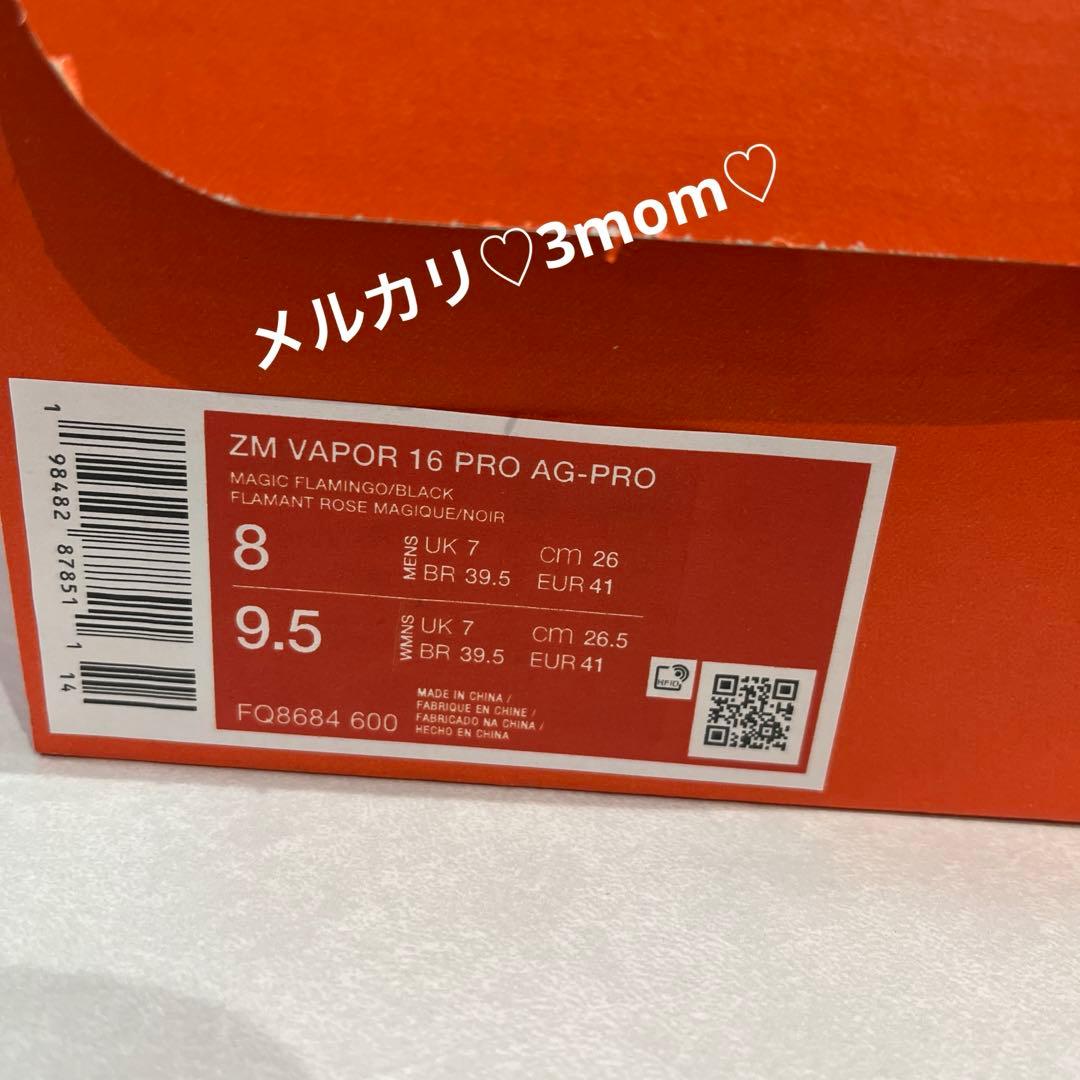 メルカリ♡3mom♡
ZM VAPOR 16 PRO AG-PRO
MAGIC FLAMINGO/BLACK
FLAMANT ROSE MAGIQUE/NOIR
8
MENS
UK 7 cm 26
BR 39.5 EUR 41
9.5
WMNS
UK 7 cm 26.5
BR 39.5 EUR 41
FQ8684 600
MADE IN CHINA /
FABRIQUE EN CHINE /
FABRICADO NA CHINA /
HECHO EN CHINA
RFID
1 98482 87851 1 14